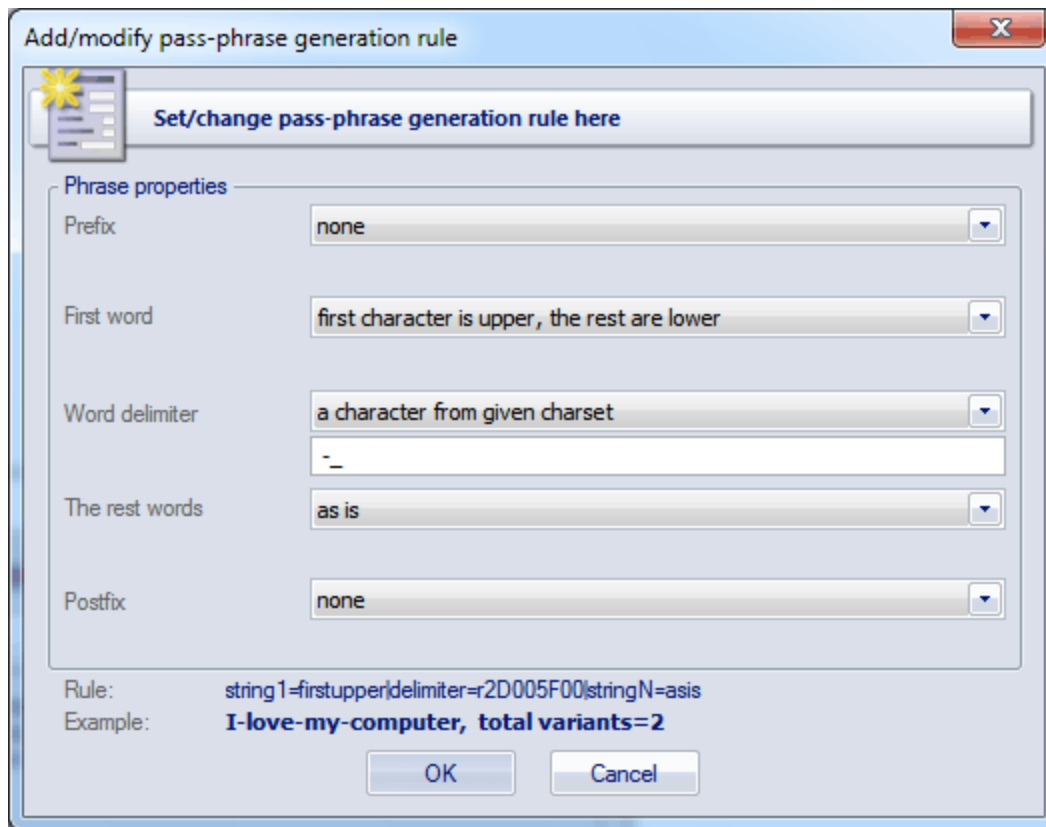 Add/modify pass-phrase generation rule
Set/change pass-phrase generation rule here
Phrase properties
Prefix none
First word first character is upper, the rest are lower
Word delimiter a character from given charset
-_
The rest words as is
Postfix none
Rule: string1=firstupper|delimiter=r2D005F00|stringN=asis
Example: I-love-my-computer, total variants=2
OK Cancel